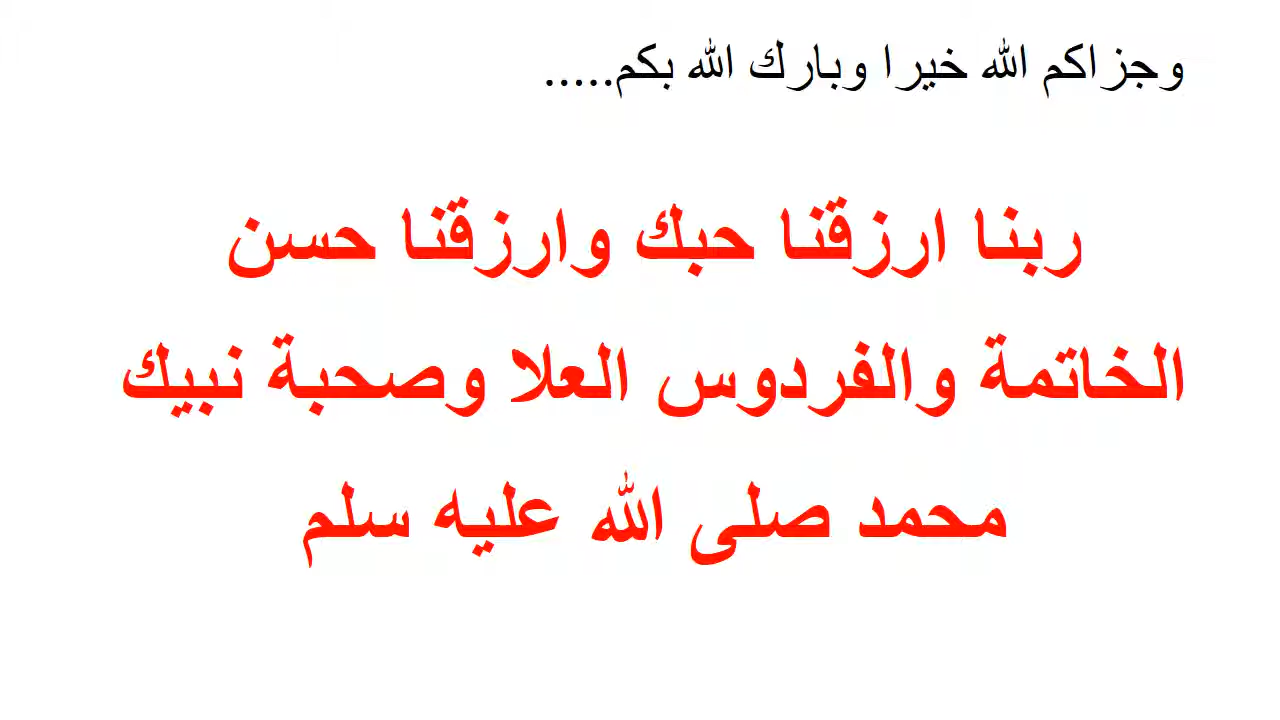 وجزاكم الله خيرا وبارك الله بكم.....
ربنا ارزقنا حبك وارزقنا حسن
الخاتمة والفردوس العلا وصحبة نبيك
محمد صلى الله عليه سلم